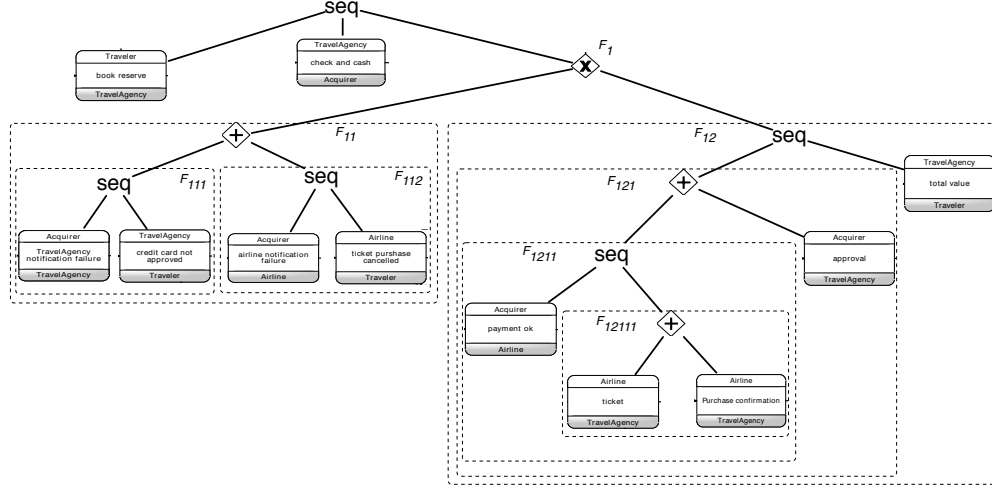 seq
F1
Traveler
book reserve
TravelAgency
TravelAgency
check and cash
Acquirer
x
+
F11
F12
seq
seq
F111
seq
F112
F121
+
TravelAgency
total value
Traveler
Acquirer
TravelAgency
notification failure
TravelAgency
TravelAgency
credit card not
approved
Traveler
Acquirer
airline notification
failure
Airline
Airline
ticket purshase
cancelled
Traveler
F1211
seq
Acquirer
approval
TravelAgency
Acquirer
payment ok
Airline
F12111
+
Airline
ticket
TravelAgency
Airline
Purchase confirmation
TravelAgency